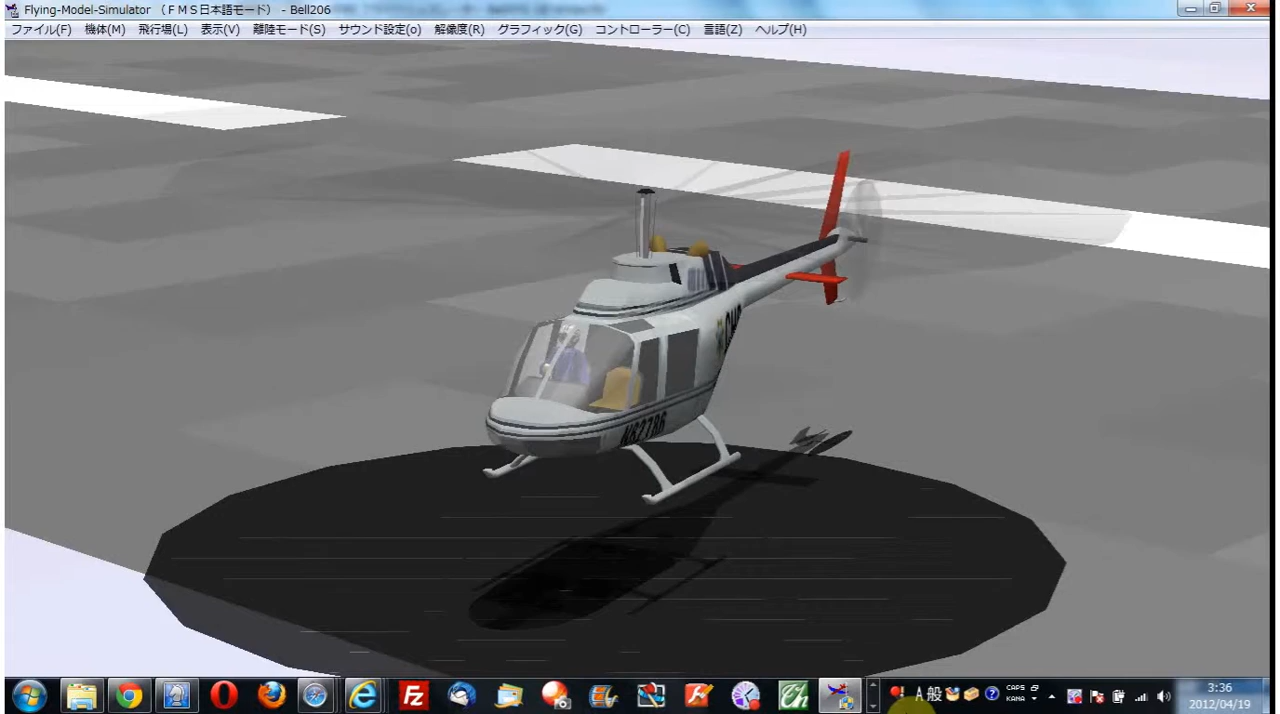 Flying-Model-Simulator （ＦＭＳ日本語モード） - Bell206
ファイル(F) 機体(M) 飛行場(L) 表示(V) 離陸モード(S) サウンド設定(o) 解像度(R) グラフィック(G) コントローラー(C) 言語(Z) ヘルプ(H)
N6278G
A 般 CAPS KANA
3:36
2012/04/19